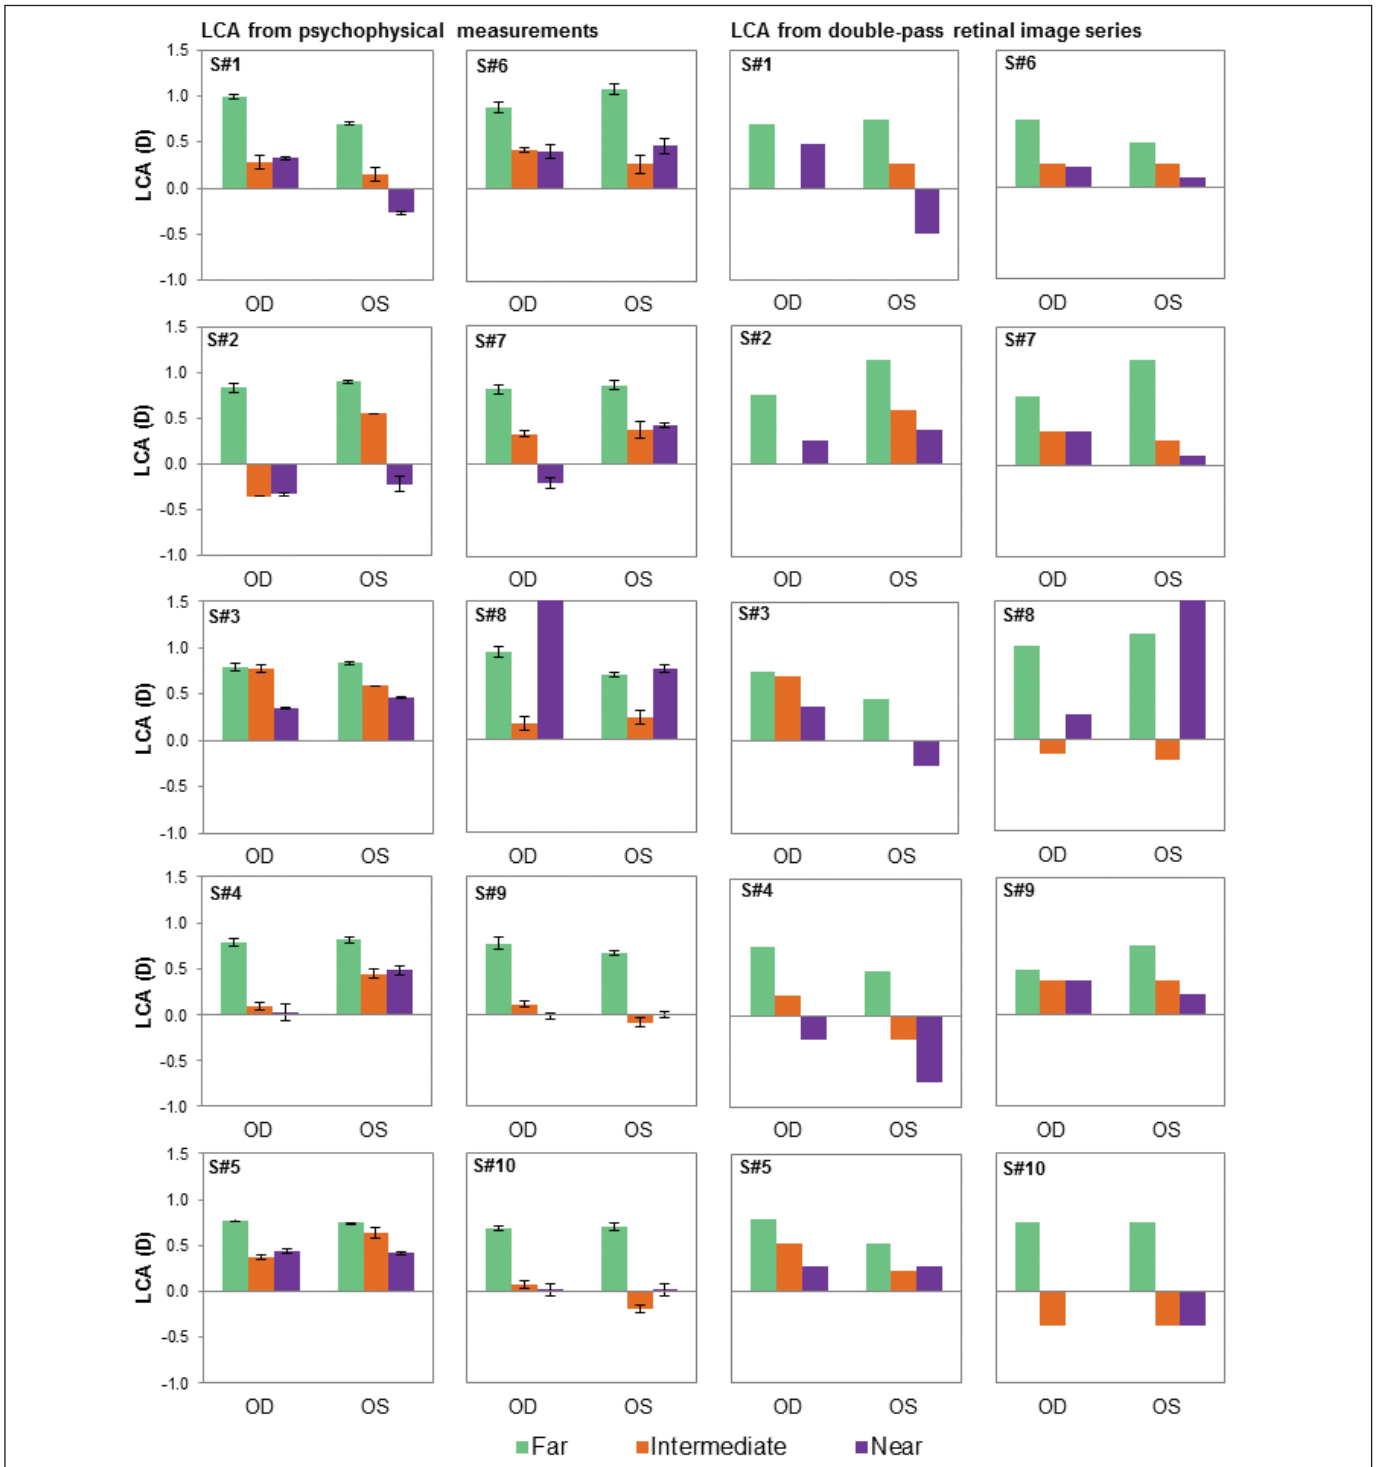 LCA from psychophysical measurements
LCA from double-pass retinal image series
S#1
S#6
S#1
S#6
LCA (D)
1.5
1.0
0.5
0.0
-0.5
-1.0
OD OS
OD OS
OD OS
OD OS
S#2
S#7
S#2
S#7
LCA (D)
1.5
1.0
0.5
0.0
-0.5
-1.0
OD OS
OD OS
OD OS
OD OS
S#3
S#8
S#3
S#8
LCA (D)
1.5
1.0
0.5
0.0
-0.5
-1.0
OD OS
OD OS
OD OS
OD OS
S#4
S#9
S#4
S#9
LCA (D)
1.5
1.0
0.5
0.0
-0.5
-1.0
OD OS
OD OS
OD OS
OD OS
S#5
S#10
S#5
S#10
LCA (D)
1.5
1.0
0.5
0.0
-0.5
-1.0
OD OS
OD OS
OD OS
OD OS
Far Intermediate Near